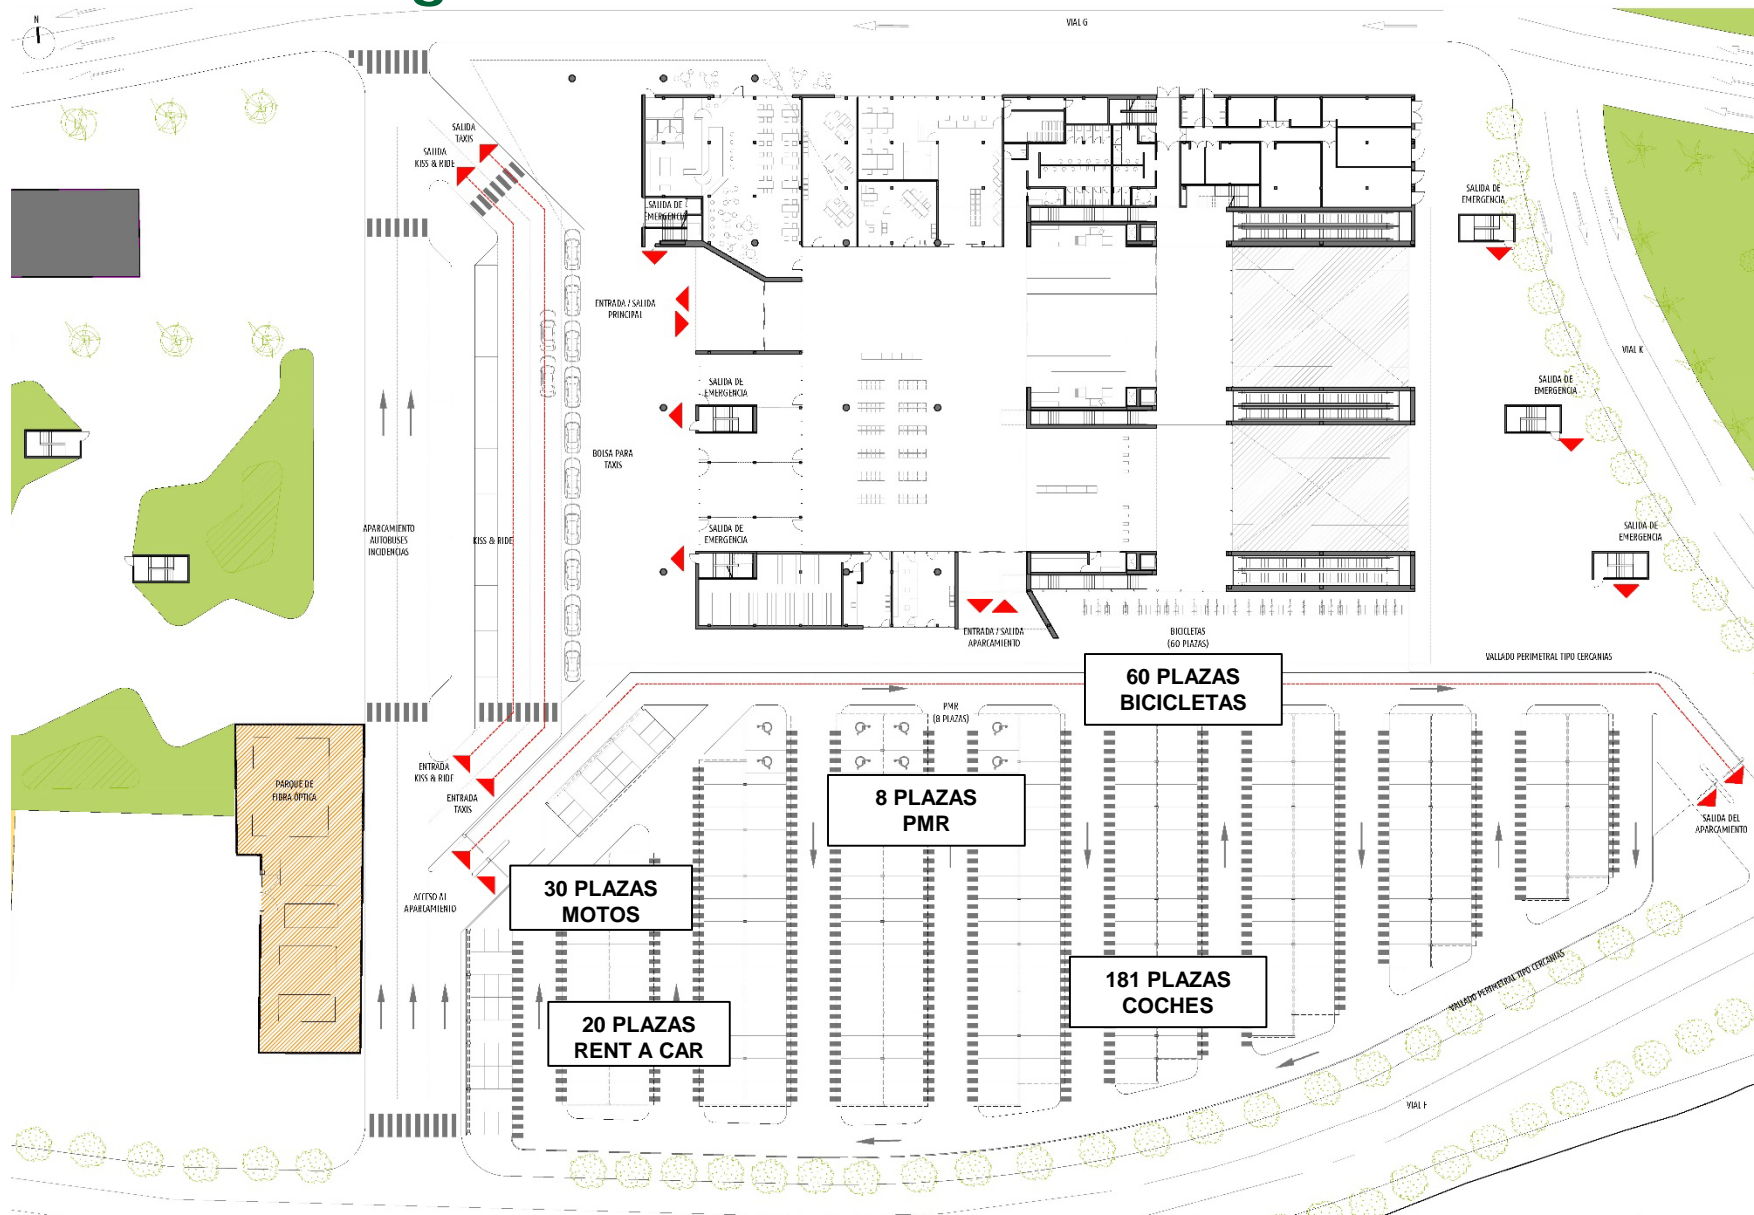 g
N
VIAL G
SALIDA
TAXIS
SALIDA
KISS & RIDE
SALIDA DE
EMERGENCIA
SALIDA DE
EMERGENCIA
ENTRADA / SALIDA
PRINCIPAL
VIAL K
SALIDA DE
EMERGENCIA
SALIDA DE
EMERGENCIA
BOLSA PARA
TAXIS
APARCAMIENTO
AUTOBUSES
INCIDENCIAS
KISS & RIDE
SALIDA DE
EMERGENCIA
SALIDA DE
EMERGENCIA
ENTRADA / SALIDA
APARCAMIENTO
BICICLETAS
(60 PLAZAS)
VALLADO PERIMETRAL TIPO CERCANIAS
60 PLAZAS
BICICLETAS
PMR
(8 PLAZAS)
ENTRADA
KISS & RIDE
ENTRADA
TAXIS
PARQUE DE
FIBRA ÓPTICA
8 PLAZAS
PMR
SALIDA DEL
APARCAMIENTO
ACCESO AL
APARCAMIENTO
30 PLAZAS
MOTOS
181 PLAZAS
COCHES
VALLADO PERIMETRAL TIPO CERCANIAS
20 PLAZAS
RENT A CAR
VIAL F